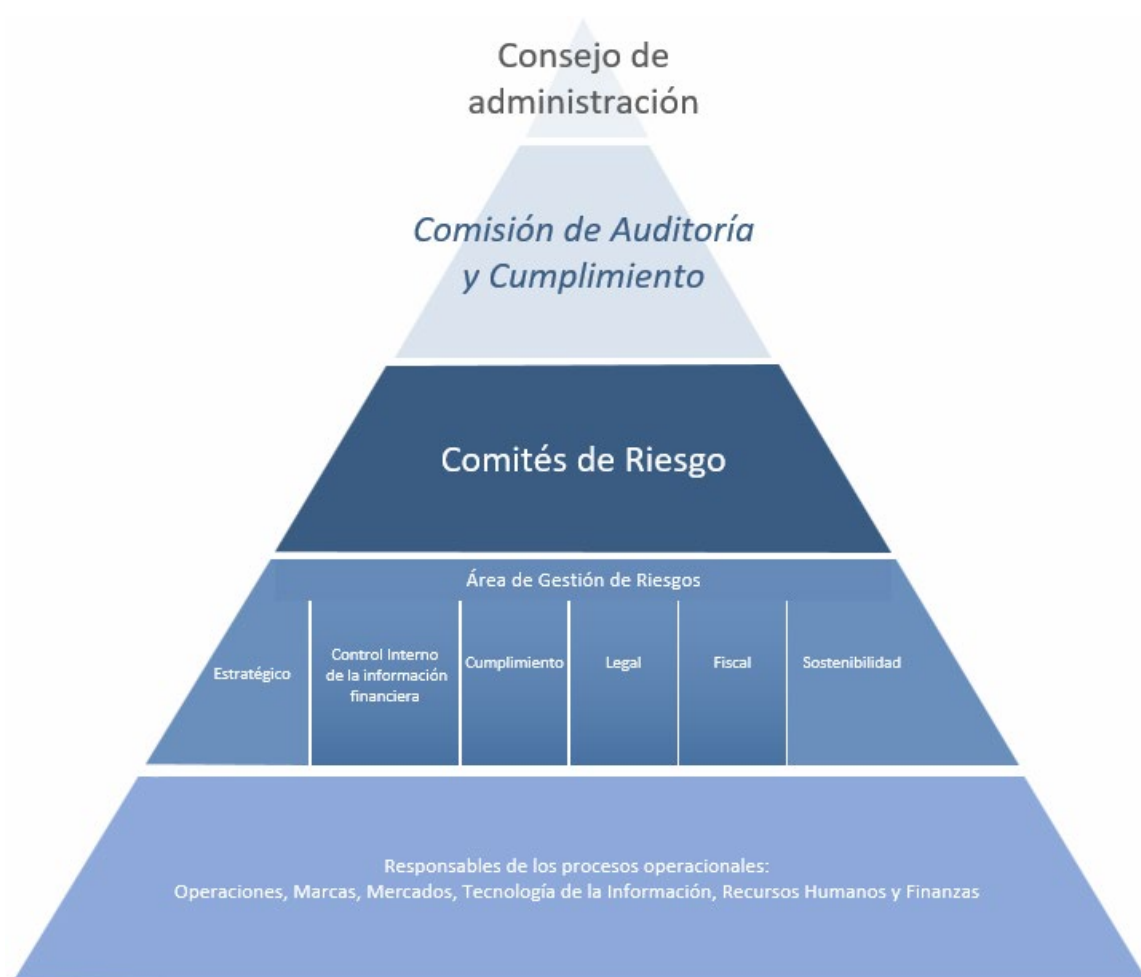 Consejo de
administración
Comisión de Auditoría
y Cumplimiento
Comités de Riesgo
Área de Gestión de Riesgos
Estratégico
Control Interno
de la información
financiera
Cumplimiento
Legal
Fiscal
Sostenibilidad
Responsables de los procesos operacionales:
Operaciones, Marcas, Mercados, Tecnología de la Información, Recursos Humanos y Finanzas